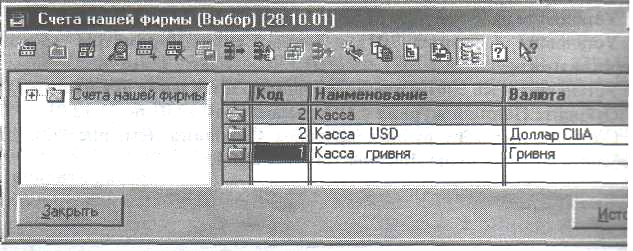 Счета нашей фирмы (Выбор) (28.10.01)
Счета нашей фирмы
Код Наименование Валюта
2 Касса
2 Касса USD Доллар США
1 Касса гривня Гривня
Закрыть
Исто